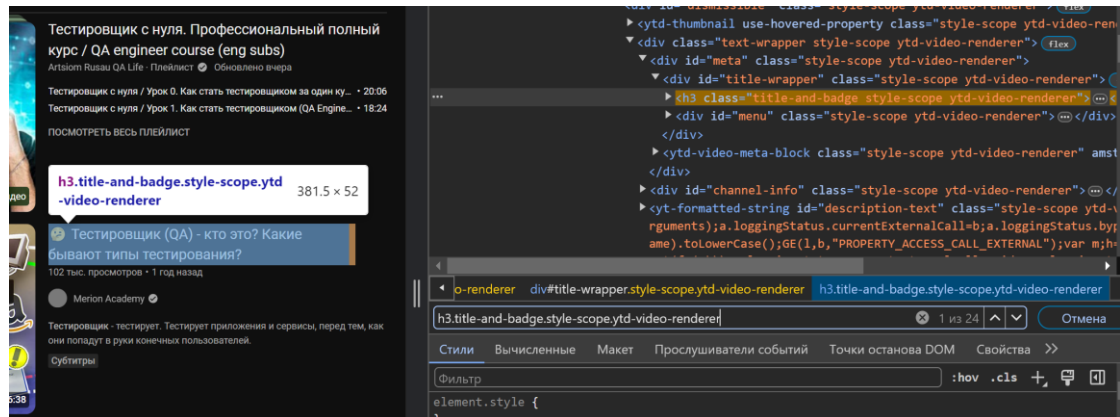 Тестировщик с нуля. Профессиональный полный
курс / QA engineer course (eng subs)
Artsiom Rusau QA Life · Плейлист Обновлено вчера
Тестировщик с нуля / Урок 0. Как стать тестировщиком за один ку... • 20:06
Тестировщик с нуля / Урок 1. Как стать тестировщиком (QA Engine... • 18:24
ПОСМОТРЕТЬ ВЕСЬ ПЛЕЙЛИСТ
h3.title-and-badge.style-scope.ytd
-video-renderer
381.5 × 52
Тестировщик (QA) - кто это? Какие
бывают типы тестирования?
102 тыс. просмотров • 1 год назад
Merion Academy
Тестировщик - тестирует. Тестирует приложения и сервисы, перед тем, как
они попадут в руки конечных пользователей.
Субтитры
5:38
<div id="dismissible" class="style-scope ytd-video-renderer"> flex
▶<ytd-thumbnail use-hovered-property class="style-scope ytd-video-ren
▼<div class="text-wrapper style-scope ytd-video-renderer"> flex
▼<div id="meta" class="style-scope ytd-video-renderer">
▼<div id="title-wrapper" class="style-scope ytd-video-renderer">
... ▶<h3 class="title-and-badge style-scope ytd-video-renderer">…<
▶<div id="menu" class="style-scope ytd-video-renderer">…</div>
</div>
▶<ytd-video-meta-block class="style-scope ytd-video-renderer" amst
</div>
▶<div id="channel-info" class="style-scope ytd-video-renderer">…</
▶<yt-formatted-string id="description-text" class="style-scope ytd-v
rguments);a.loggingStatus.currentExternalCall=b;a.loggingStatus.byp
ame).toLowerCase();GE(l,b,"PROPERTY_ACCESS_CALL_EXTERNAL");var m;h=
o-renderer div#title-wrapper.style-scope.ytd-video-renderer h3.title-and-badge.style-scope.ytd-video-renderer
h3.title-and-badge.style-scope.ytd-video-renderer 1 из 24 Отмена
Стили Вычисленные Макет Прослушиватели событий Точки останова DOM Свойства
Фильтр :hov .cls
element.style {